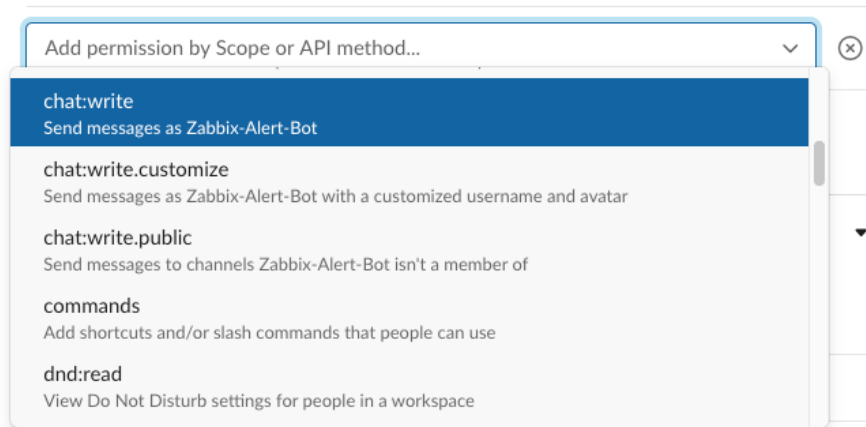 Add permission by Scope or API method...
chat:write
Send messages as Zabbix-Alert-Bot
chat:write.customize
Send messages as Zabbix-Alert-Bot with a customized username and avatar
chat:write.public
Send messages to channels Zabbix-Alert-Bot isn't a member of
commands
Add shortcuts and/or slash commands that people can use
dnd:read
View Do Not Disturb settings for people in a workspace